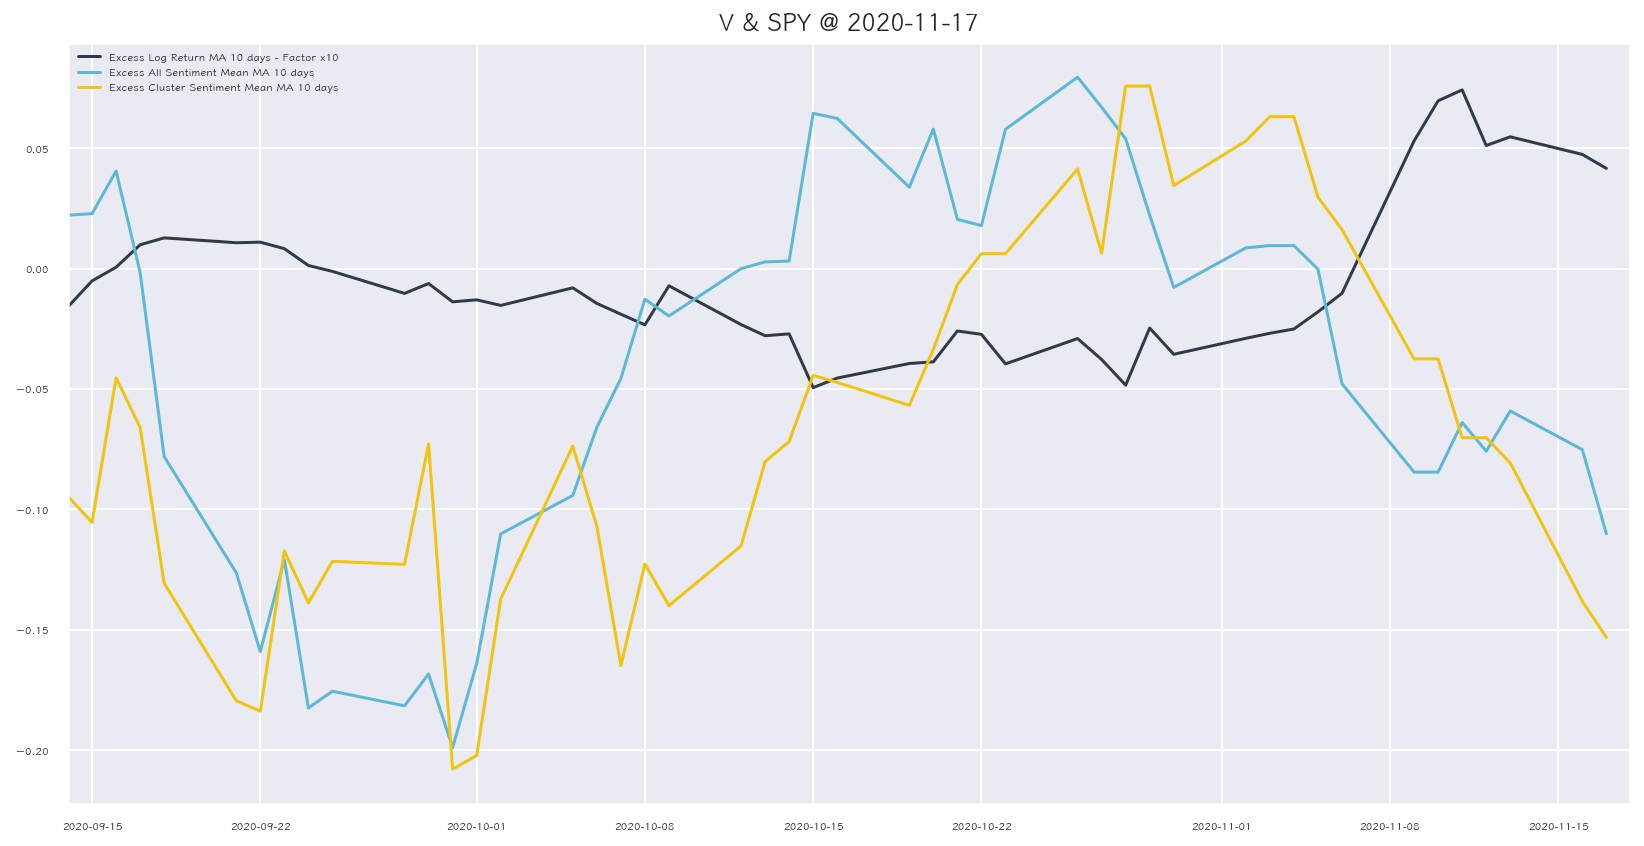 V & SPY @ 2020-11-17
Excess Log Return MA 10 days - Factor x10
Excess All Sentiment Mean MA 10 days
Excess Cluster Sentiment Mean MA 10 days
0.05
0.00
−0.05
−0.10
−0.15
−0.20
2020-09-15 2020-09-22 2020-10-01 2020-10-08 2020-10-15 2020-10-22 2020-11-01 2020-11-08 2020-11-15